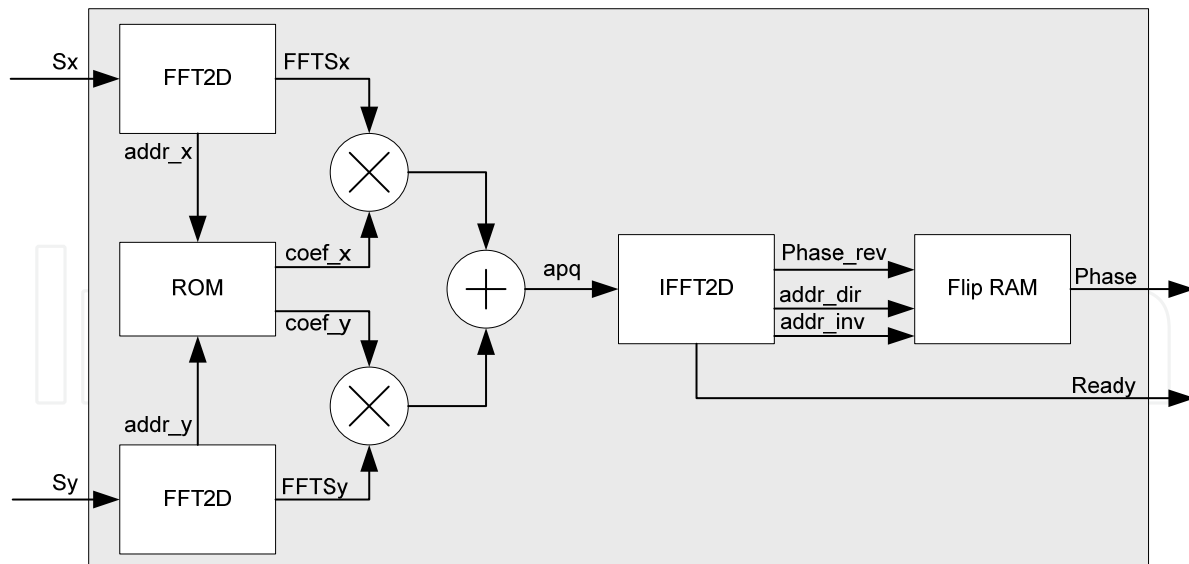 Sx
FFT2D
FFTSx
addr_x
ROM
coef_x
coef_y
addr_y
Sy
FFT2D
FFTSy
apq
IFFT2D
Phase_rev
addr_dir
addr_inv
Flip RAM
Phase
Ready